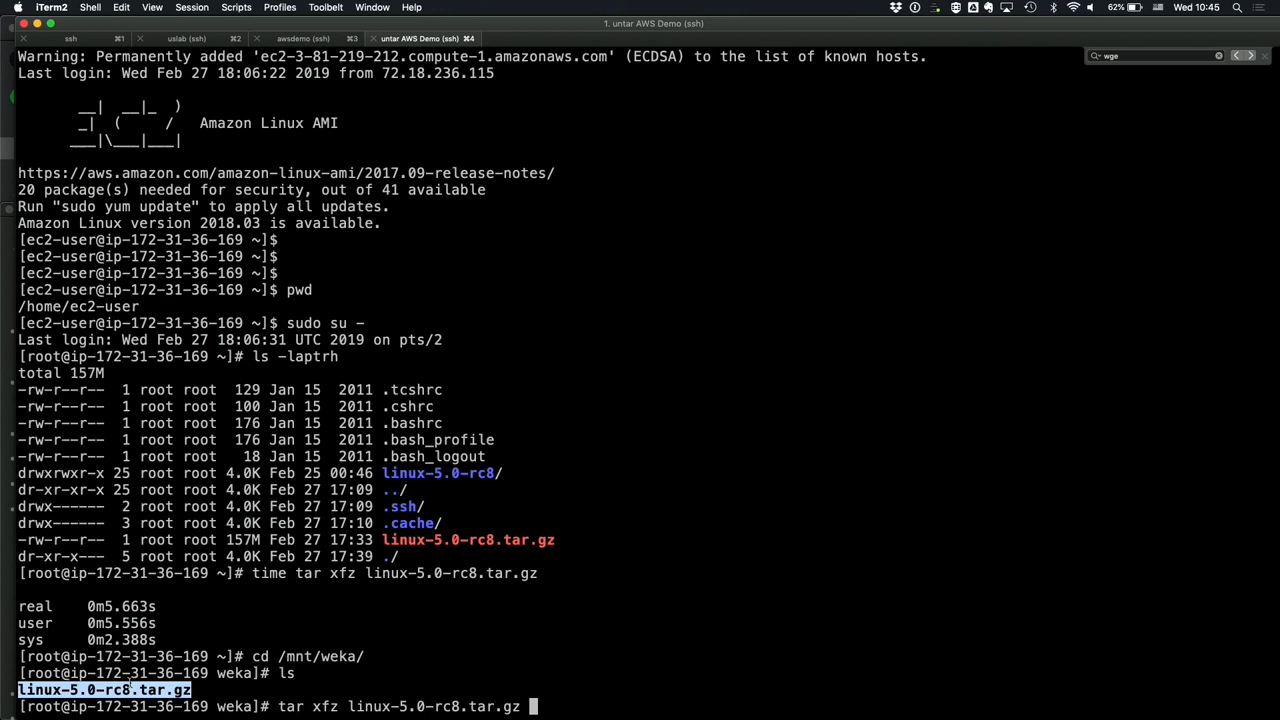 iTerm2 Shell Edit View Session Scripts Profiles Toolbelt Window Help 62% Wed 10:45
1. untar AWS Demo (ssh)
ssh ⌘1 uslab (ssh) ⌘2 awsdemo (ssh) ⌘3 untar AWS Demo (ssh) ⌘4
wge
Warning: Permanently added 'ec2-3-81-219-212.compute-1.amazonaws.com' (ECDSA) to the list of known hosts.
Last login: Wed Feb 27 18:06:22 2019 from 72.18.236.115
__|  __|_  )
_|  (     /   Amazon Linux AMI
___|\___|___|
https://aws.amazon.com/amazon-linux-ami/2017.09-release-notes/
20 package(s) needed for security, out of 41 available
Run "sudo yum update" to apply all updates.
Amazon Linux version 2018.03 is available.
[ec2-user@ip-172-31-36-169 ~]$
[ec2-user@ip-172-31-36-169 ~]$
[ec2-user@ip-172-31-36-169 ~]$
[ec2-user@ip-172-31-36-169 ~]$ pwd
/home/ec2-user
[ec2-user@ip-172-31-36-169 ~]$ sudo su -
Last login: Wed Feb 27 18:06:31 UTC 2019 on pts/2
[root@ip-172-31-36-169 ~]# ls -laptrh
total 157M
-rw-r--r--  1 root root  129 Jan 15  2011 .tcshrc
-rw-r--r--  1 root root  100 Jan 15  2011 .cshrc
-rw-r--r--  1 root root  176 Jan 15  2011 .bashrc
-rw-r--r--  1 root root  176 Jan 15  2011 .bash_profile
-rw-r--r--  1 root root   18 Jan 15  2011 .bash_logout
drwxrwxr-x 25 root root 4.0K Feb 25 00:46 linux-5.0-rc8/
dr-xr-xr-x 25 root root 4.0K Feb 27 17:09 ../
drwx------  2 root root 4.0K Feb 27 17:09 .ssh/
drwx------  3 root root 4.0K Feb 27 17:10 .cache/
-rw-r--r--  1 root root 157M Feb 27 17:33 linux-5.0-rc8.tar.gz
dr-xr-x---  5 root root 4.0K Feb 27 17:39 ./
[root@ip-172-31-36-169 ~]# time tar xfz linux-5.0-rc8.tar.gz
real    0m5.663s
user    0m5.556s
sys     0m2.388s
[root@ip-172-31-36-169 ~]# cd /mnt/weka/
[root@ip-172-31-36-169 weka]# ls
linux-5.0-rc8.tar.gz
[root@ip-172-31-36-169 weka]# tar xfz linux-5.0-rc8.tar.gz